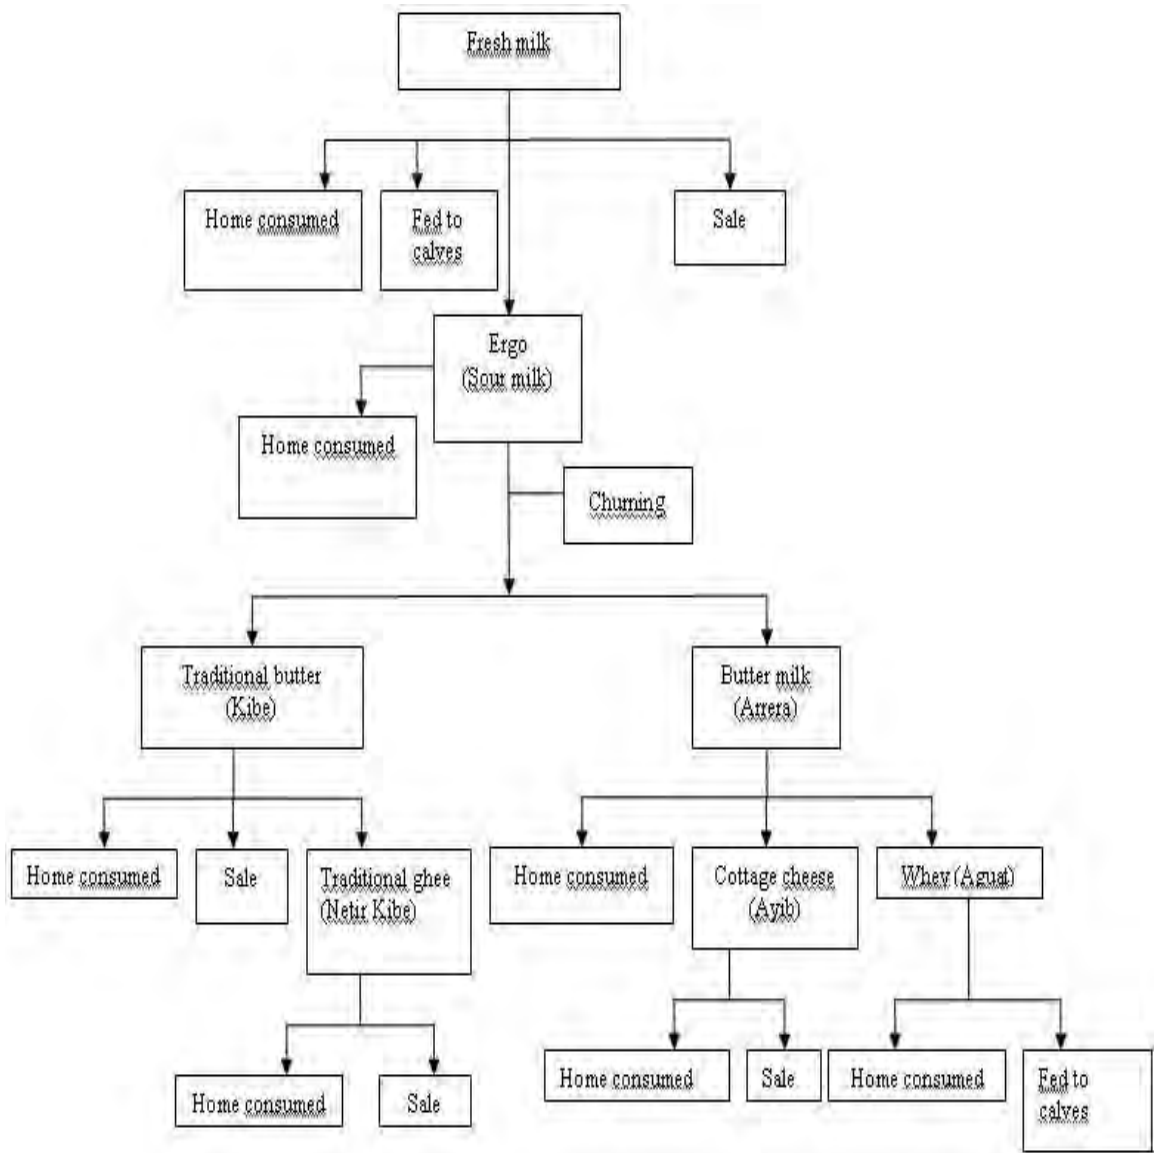 Fresh milk
Home consumed
Fed to
calves
Sale
Ergo
(Sour milk)
Home consumed
Churning
Traditional butter
(Kibe)
Butter milk
(Arrera)
Home consumed
Sale
Traditional ghee
(Netir Kibe)
Home consumed
Cottage cheese
(Ayib)
Whey (Aguat)
Home consumed
Sale
Home consumed
Sale
Home consumed
Fed to
calves